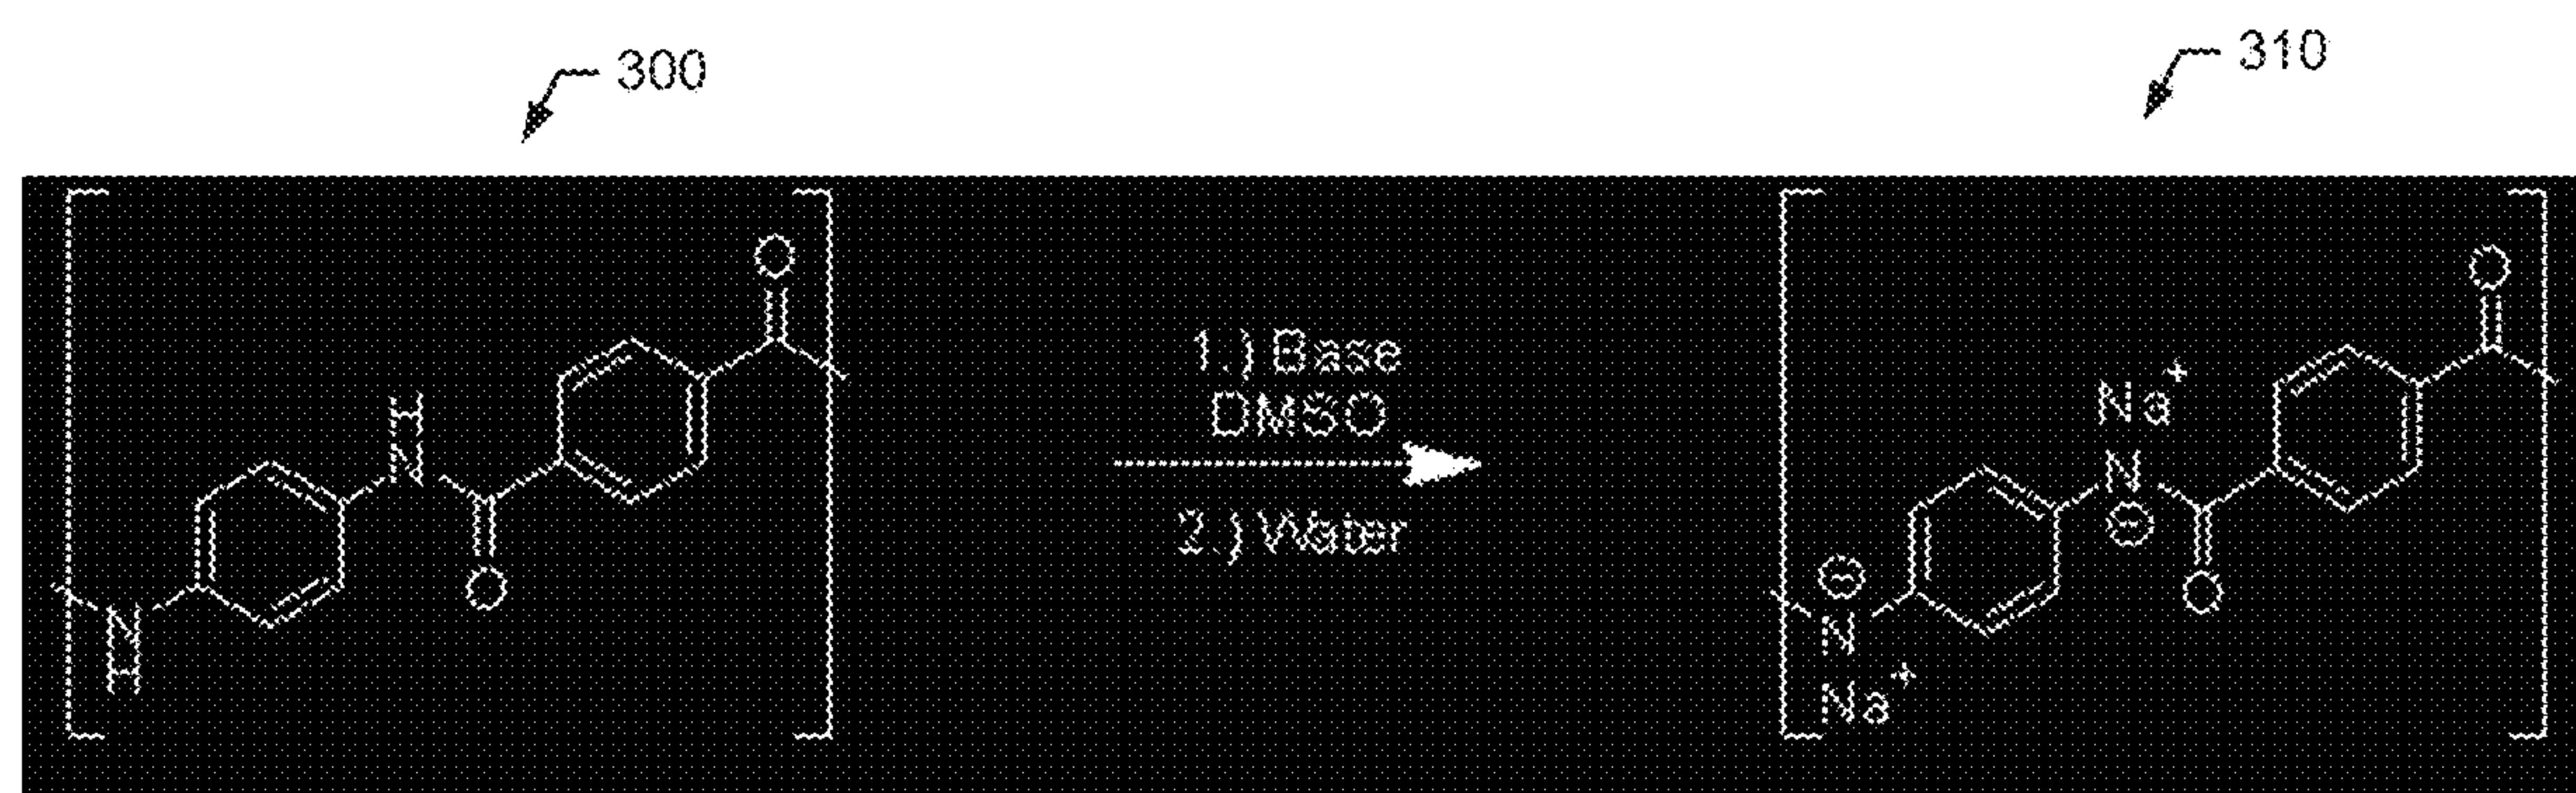 300
310
O
O
1.) Base
Na+
H
DMSO
N
N
⊖
2.) Water
⊖
O
O
N
N
H
Na+